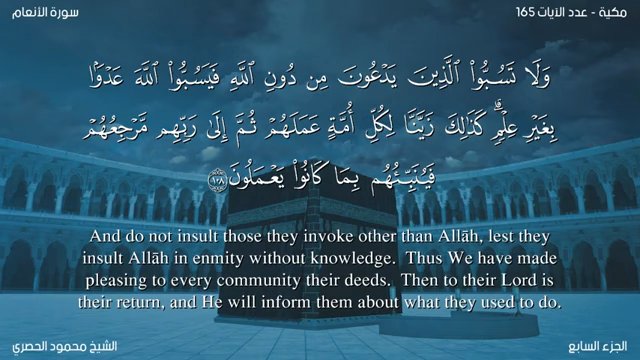 سورة الأنعام
مكية - عدد الآيات 165
وَلَا تَسُبُّوا۟ ٱلَّذِينَ يَدْعُونَ مِن دُونِ ٱللَّهِ فَيَسُبُّوا۟ ٱللَّهَ عَدْوًۢا
بِغَيْرِ عِلْمٍۢ ۗ كَذَٰلِكَ زَيَّنَّا لِكُلِّ أُمَّةٍ عَمَلَهُمْ ثُمَّ إِلَىٰ رَبِّهِم مَّرْجِعُهُمْ
فَيُنَبِّئُهُم بِمَا كَانُوا۟ يَعْمَلُونَ ١٠٨
And do not insult those they invoke other than Allāh, lest they
insult Allāh in enmity without knowledge. Thus We have made
pleasing to every community their deeds. Then to their Lord is
their return, and He will inform them about what they used to do.
الشيخ محمود الحصري
الجزء السابع